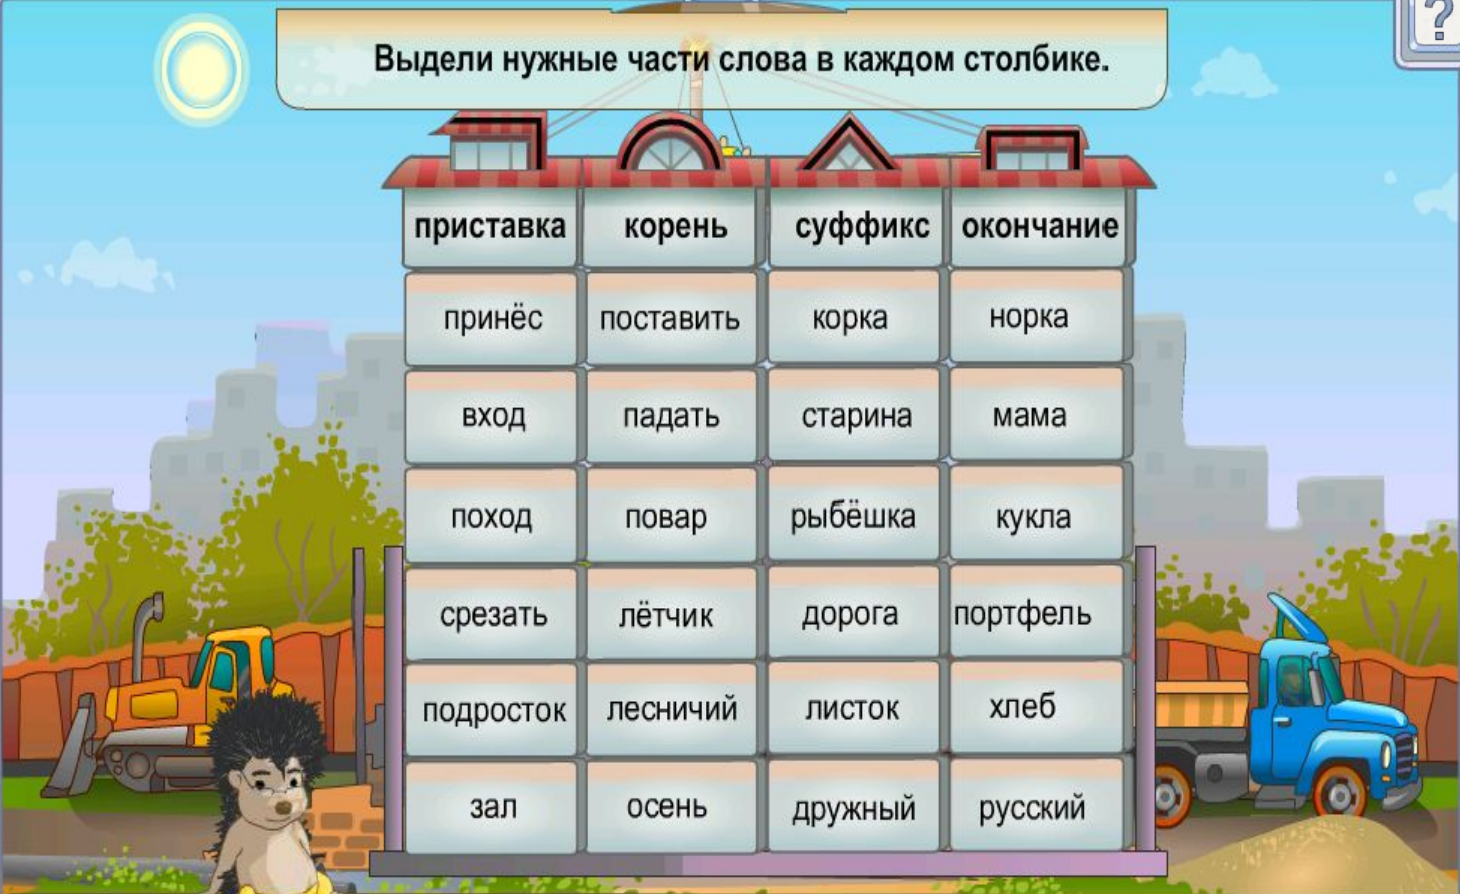 ?
Выдели нужные части слова в каждом столбике.
приставка корень суффикс окончание
принёс поставить корка норка
вход падать старина мама
поход повар рыбёшка кукла
срезать лётчик дорога портфель
подросток лесничий листок хлеб
зал осень дружный русский